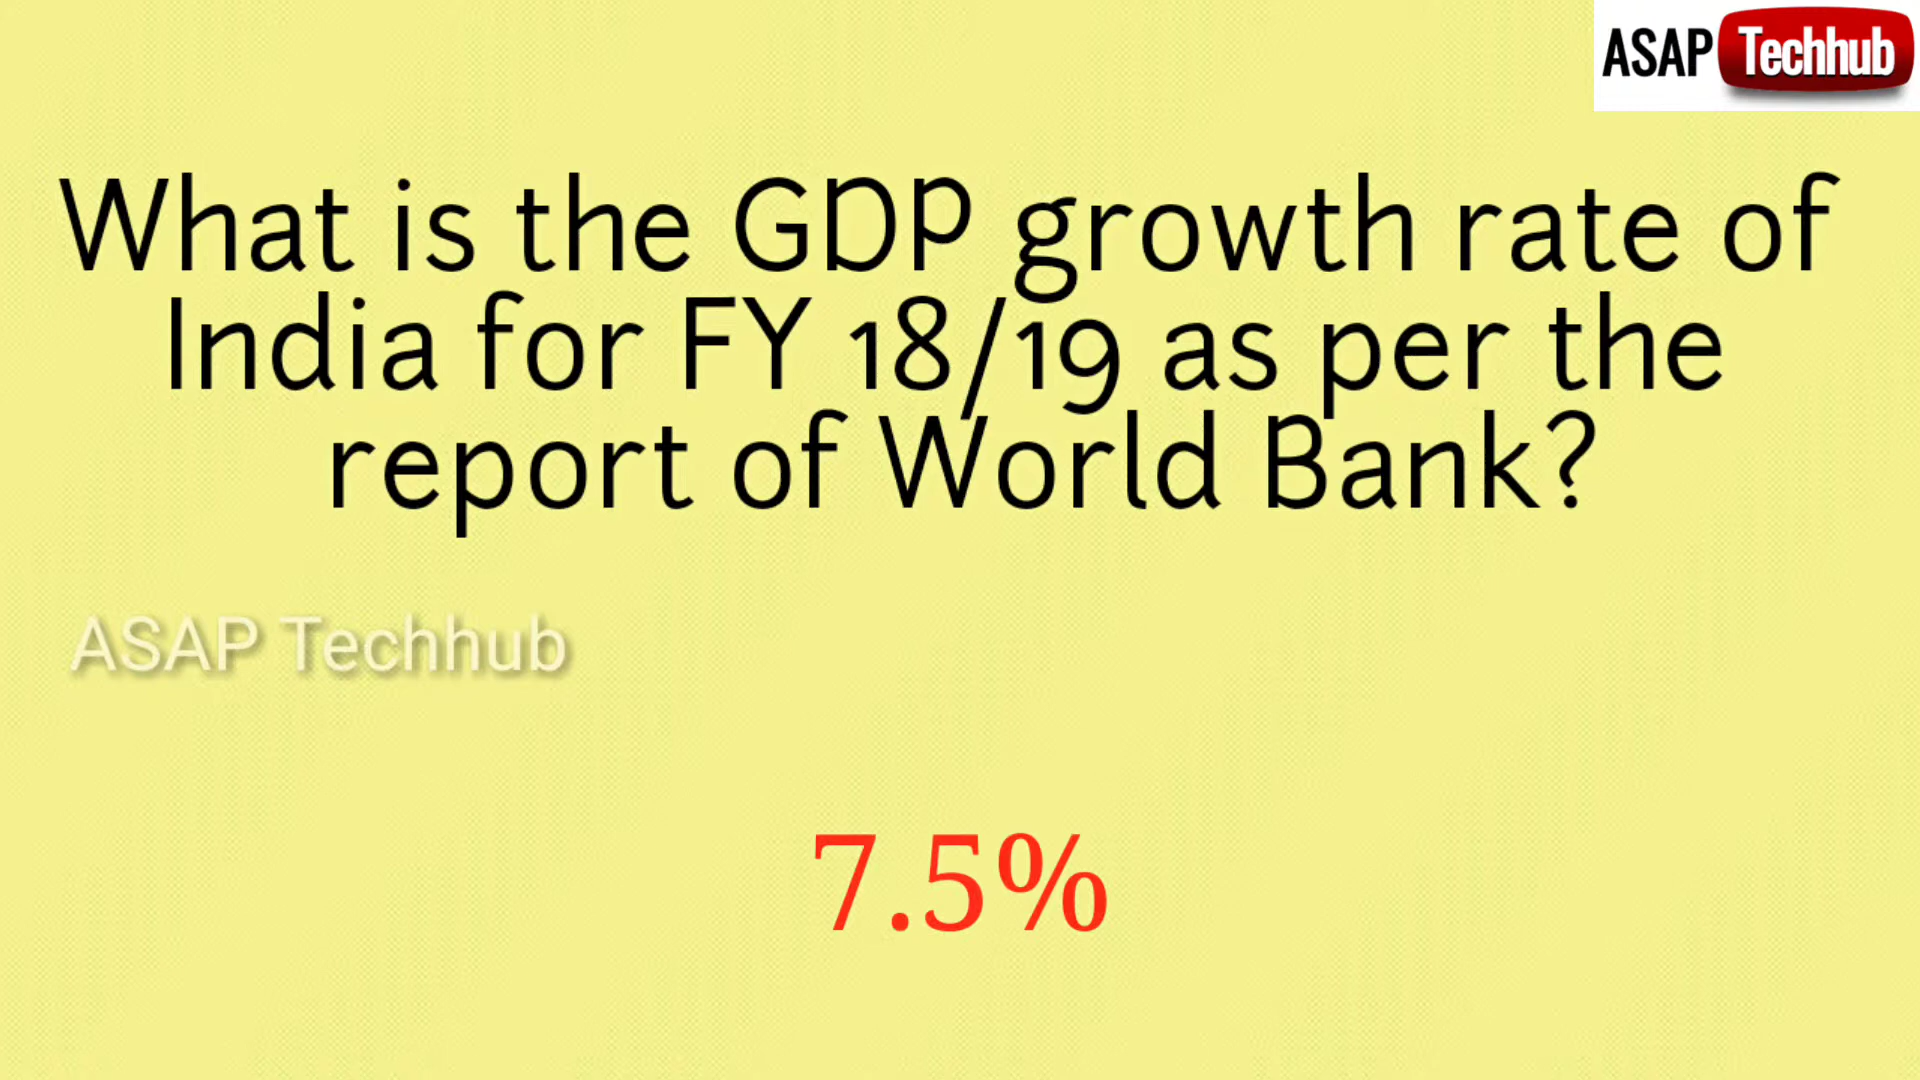 ASAP Techhub
What is the GDP growth rate of
India for FY 18/19 as per the
report of World Bank?
ASAP Techhub
7.5%